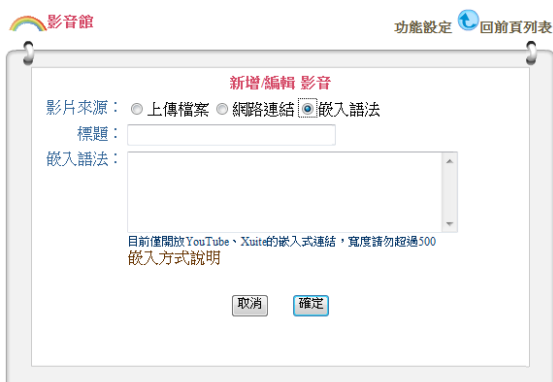 影音館
功能設定 回前頁列表
新增/編輯 影音
影片來源： 上傳檔案 網路連結 嵌入語法
標題：
嵌入語法：
目前僅開放YouTube、Xuite的嵌入式連結，寬度請勿超過500
嵌入方式說明
取消 確定